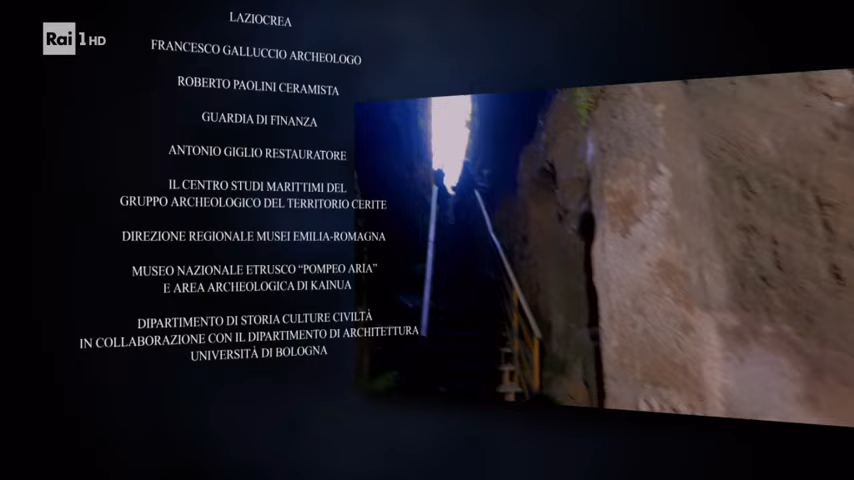 Rai 1 HD
LAZIOCREA
FRANCESCO GALLUCCIO ARCHEOLOGO
ROBERTO PAOLINI CERAMISTA
GUARDIA DI FINANZA
ANTONIO GIGLIO RESTAURATORE
IL CENTRO STUDI MARITTIMI DEL
GRUPPO ARCHEOLOGICO DEL TERRITORIO CERITE
DIREZIONE REGIONALE MUSEI EMILIA-ROMAGNA
MUSEO NAZIONALE ETRUSCO “POMPEO ARIA”
E AREA ARCHEOLOGICA DI KAINUA
DIPARTIMENTO DI STORIA CULTURE CIVILTÀ
IN COLLABORAZIONE CON IL DIPARTIMENTO DI ARCHITETTURA
UNIVERSITÀ DI BOLOGNA